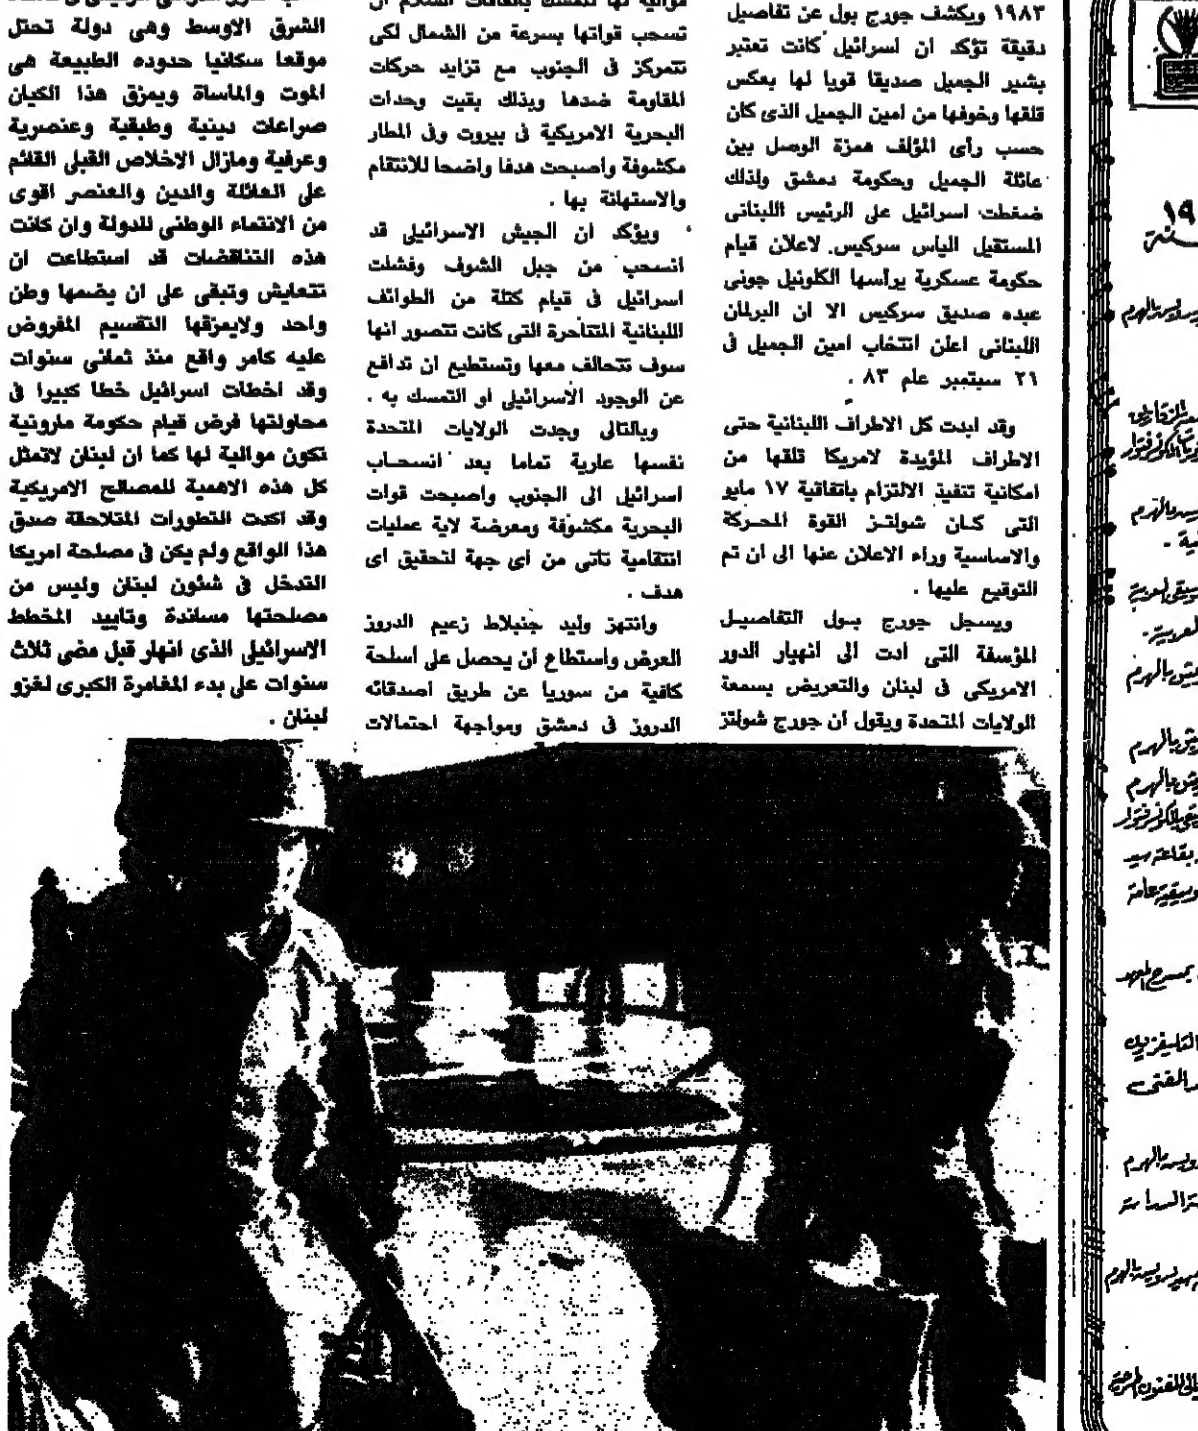 ١٩٨٣ ويكشف جورج بول عن تفاصيل
دقيقة تؤكد ان اسرائيل كانت تعتبر
بشير الجميل صديقا قويا لها بعكس
قلقها وخوفها من امين الجميل الذى كان
حسب رأى المؤلف همزة الوصل بين
عائلة الجميل وحكومة دمشق ولذلك
ضغطت اسرائيل على الرئيس اللبنانى
المستقيل الياس سركيس. لاعلان قيام
حكومة عسكرية يرأسها الكلونيل جونى
عبده صديق سركيس الا ان البرلمان
اللبنانى اعلن انتخاب امين الجميل فى
٢١ سبتمبر عام ٨٣ .
وقد ابدت كل الاطراف اللبنانية حتى
الاطراف المؤيدة لامريكا قلقها من
امكانية تنفيذ الالتزام باتفاقية ١٧ مايو
التى كان شولتز القوة المحركة
والاساسية وراء الاعلان عنها الى ان تم
التوقيع عليها .
ويسجل جورج بول التفاصيل
المؤسفة التى أدت الى انهيار الدور
الامريكى فى لبنان والتعريض بسمعة
الولايات المتحدة ويقول أن جورج شولتز
تسحب قواتها بسرعة من الشمال لكى
تتمركز فى الجنوب مع تزايد حركات
المقاومة ضدها وبذلك بقيت وحدات
البحرية الامريكية فى بيروت وفى المطار
مكشوفة واصبحت هدفا واضحا للانتقام
والاستهانة بها .
ويؤكد ان الجيش الاسرائيلى قد
انسحب من جبل الشوف وفشلت
اسرائيل فى قيام كتلة من الطوائف
اللبنانية المتناحرة التى كانت تتصور انها
سوف تتحالف معها وتستطيع ان تدافع
عن الوجود الأسرائيلى او التمسك به .
وبالتالى وجدت الولايات المتحدة
نفسها عارية تماما بعد انسحاب
اسرائيل الى الجنوب واصبحت قوات
البحرية مكشوفة ومعرضة لاية عمليات
انتقامية تأتى من اى جهة لتحقيق اى
هدف .
وانتهز وليد جنبلاط زعيم الدروز
العرض واستطاع أن يحصل على أسلحة
كافية من سوريا عن طريق اصدقائه
الدروز فى دمشق ومواجهة احتمالات
الشرق الاوسط وهى دولة تحتل
موقعا سكانيا حدوده الطبيعة هى
الموت والمأساة ويمزق هذا الكيان
صراعات دينية وطبقية وعنصرية
وعرفية ومازال الاخلاص القبلى القائم
على العائلة والدين والعنصر اقوى
من الانتماء الوطنى للدولة وان كانت
هذه التناقضات قد استطاعت ان
تتعايش وتبقى على ان يضمها وطن
واحد ولايمزقها التقسيم المفروض
عليه كأمر واقع منذ ثمانى سنوات
وقد اخطات اسرائيل خطا كبيرا فى
محاولتها فرض قيام حكومة مارونية
تكون موالية لها كما أن لبنان لاتمثل
كل هذه الاهمية للمصالح الامريكية
وقد اكدت التطورات المتلاحقة صدق
هذا الواقع ولم يكن فى مصلحة امريكا
التدخل فى شئون لبنان وليس من
مصلحتها مساندة وتاييد المخطط
الاسرائيلى الذى انهار قبل مضى ثلاث
سنوات على بدء المغامرة الكبرى لغزو
لبنان .
١٩